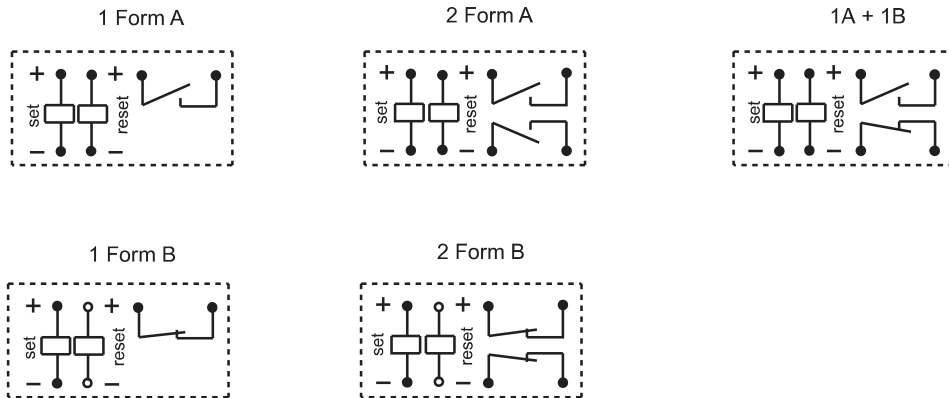 1 Form A
+ +
set
reset
− −
2 Form A
+ +
set
reset
− −
1A + 1B
+ +
set
reset
− −
1 Form B
+ +
set
reset
− −
2 Form B
+ +
set
reset
− −